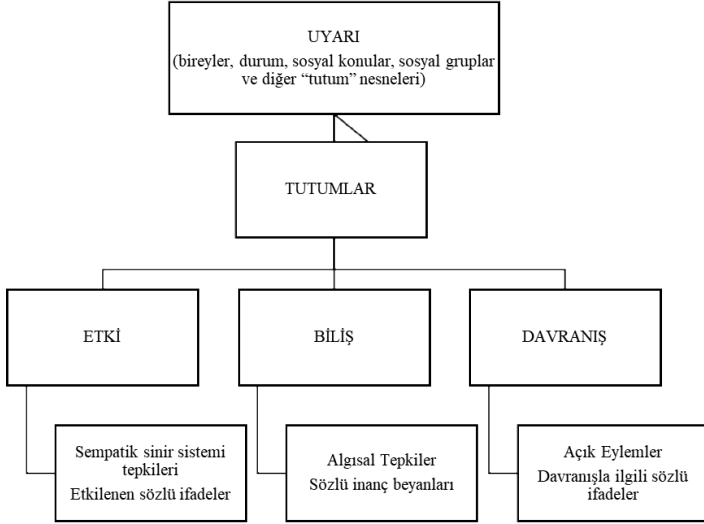 UYARI
(bireyler, durum, sosyal konular, sosyal gruplar
ve diğer “tutum” nesneleri)
TUTUMLAR
ETKİ
BİLİŞ
DAVRANIŞ
Sempatik sinir sistemi
tepkileri
Etkilenen sözlü ifadeler
Algısal Tepkiler
Sözlü inanç beyanları
Açık Eylemler
Davranışla ilgili sözlü
ifadeler